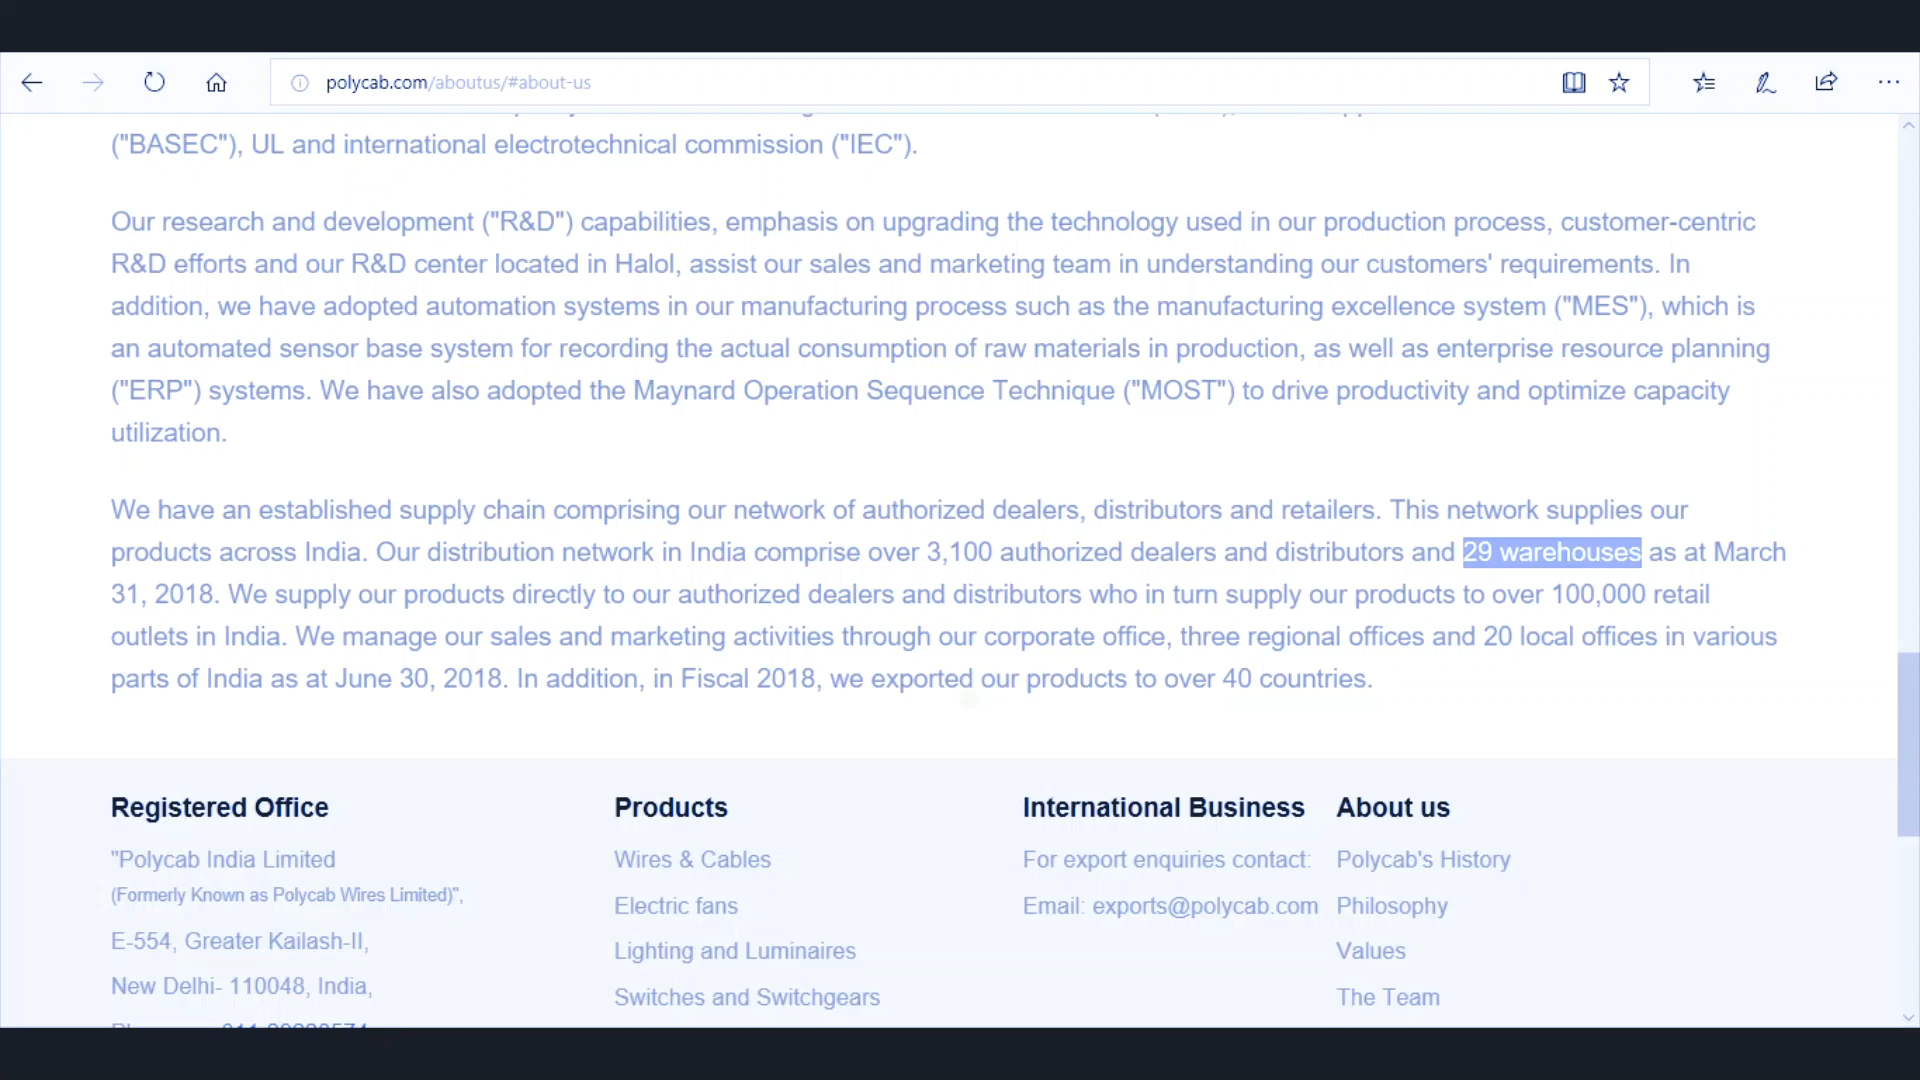 polycab.com/aboutus/#about-us
("BASEC"), UL and international electrotechnical commission ("IEC").
Our research and development ("R&D") capabilities, emphasis on upgrading the technology used in our production process, customer-centric
R&D efforts and our R&D center located in Halol, assist our sales and marketing team in understanding our customers' requirements. In
addition, we have adopted automation systems in our manufacturing process such as the manufacturing excellence system ("MES"), which is
an automated sensor base system for recording the actual consumption of raw materials in production, as well as enterprise resource planning
("ERP") systems. We have also adopted the Maynard Operation Sequence Technique ("MOST") to drive productivity and optimize capacity
utilization.
We have an established supply chain comprising our network of authorized dealers, distributors and retailers. This network supplies our
products across India. Our distribution network in India comprise over 3,100 authorized dealers and distributors and 29 warehouses as at March
31, 2018. We supply our products directly to our authorized dealers and distributors who in turn supply our products to over 100,000 retail
outlets in India. We manage our sales and marketing activities through our corporate office, three regional offices and 20 local offices in various
parts of India as at June 30, 2018. In addition, in Fiscal 2018, we exported our products to over 40 countries.
Registered Office
"Polycab India Limited
(Formerly Known as Polycab Wires Limited)",
E-554, Greater Kailash-II,
New Delhi- 110048, India,
Products
Wires & Cables
Electric fans
Lighting and Luminaires
Switches and Switchgears
International Business
For export enquiries contact:
Email: exports@polycab.com
About us
Polycab's History
Philosophy
Values
The Team